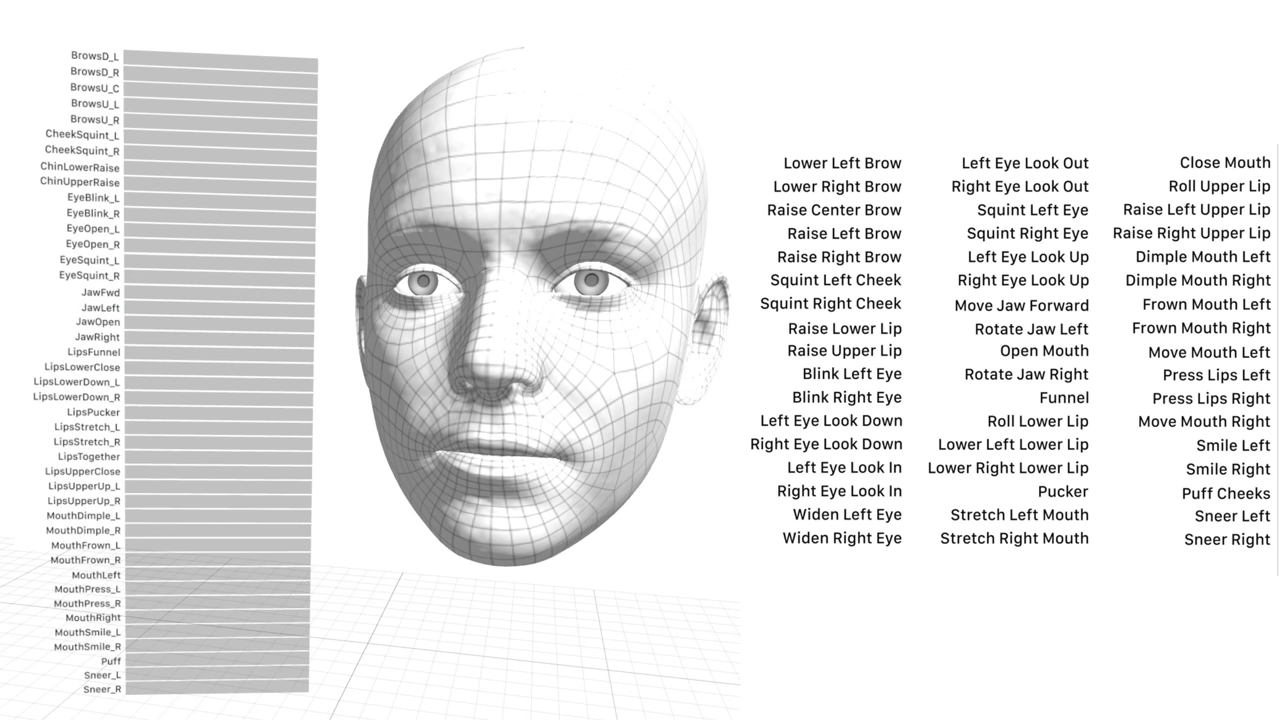 BrowsD_L
BrowsD_R
BrowsU_C
BrowsU_L
BrowsU_R
CheekSquint_L
CheekSquint_R
ChinLowerRaise
ChinUpperRaise
EyeBlink_L
EyeBlink_R
EyeOpen_L
EyeOpen_R
EyeSquint_L
EyeSquint_R
JawFwd
JawLeft
JawOpen
JawRight
LipsFunnel
LipsLowerClose
LipsLowerDown_L
LipsLowerDown_R
LipsPucker
LipsStretch_L
LipsStretch_R
LipsTogether
LipsUpperClose
LipsUpperUp_L
LipsUpperUp_R
MouthDimple_L
MouthDimple_R
MouthFrown_L
MouthFrown_R
MouthLeft
MouthPress_L
MouthPress_R
MouthRight
MouthSmile_L
MouthSmile_R
Puff
Sneer_L
Sneer_R
Lower Left Brow
Lower Right Brow
Raise Center Brow
Raise Left Brow
Raise Right Brow
Squint Left Cheek
Squint Right Cheek
Raise Lower Lip
Raise Upper Lip
Blink Left Eye
Blink Right Eye
Left Eye Look Down
Right Eye Look Down
Left Eye Look In
Right Eye Look In
Widen Left Eye
Widen Right Eye
Left Eye Look Out
Right Eye Look Out
Squint Left Eye
Squint Right Eye
Left Eye Look Up
Right Eye Look Up
Move Jaw Forward
Rotate Jaw Left
Open Mouth
Rotate Jaw Right
Funnel
Roll Lower Lip
Lower Left Lower Lip
Lower Right Lower Lip
Pucker
Stretch Left Mouth
Stretch Right Mouth
Close Mouth
Roll Upper Lip
Raise Left Upper Lip
Raise Right Upper Lip
Dimple Mouth Left
Dimple Mouth Right
Frown Mouth Left
Frown Mouth Right
Move Mouth Left
Press Lips Left
Press Lips Right
Move Mouth Right
Smile Left
Smile Right
Puff Cheeks
Sneer Left
Sneer Right